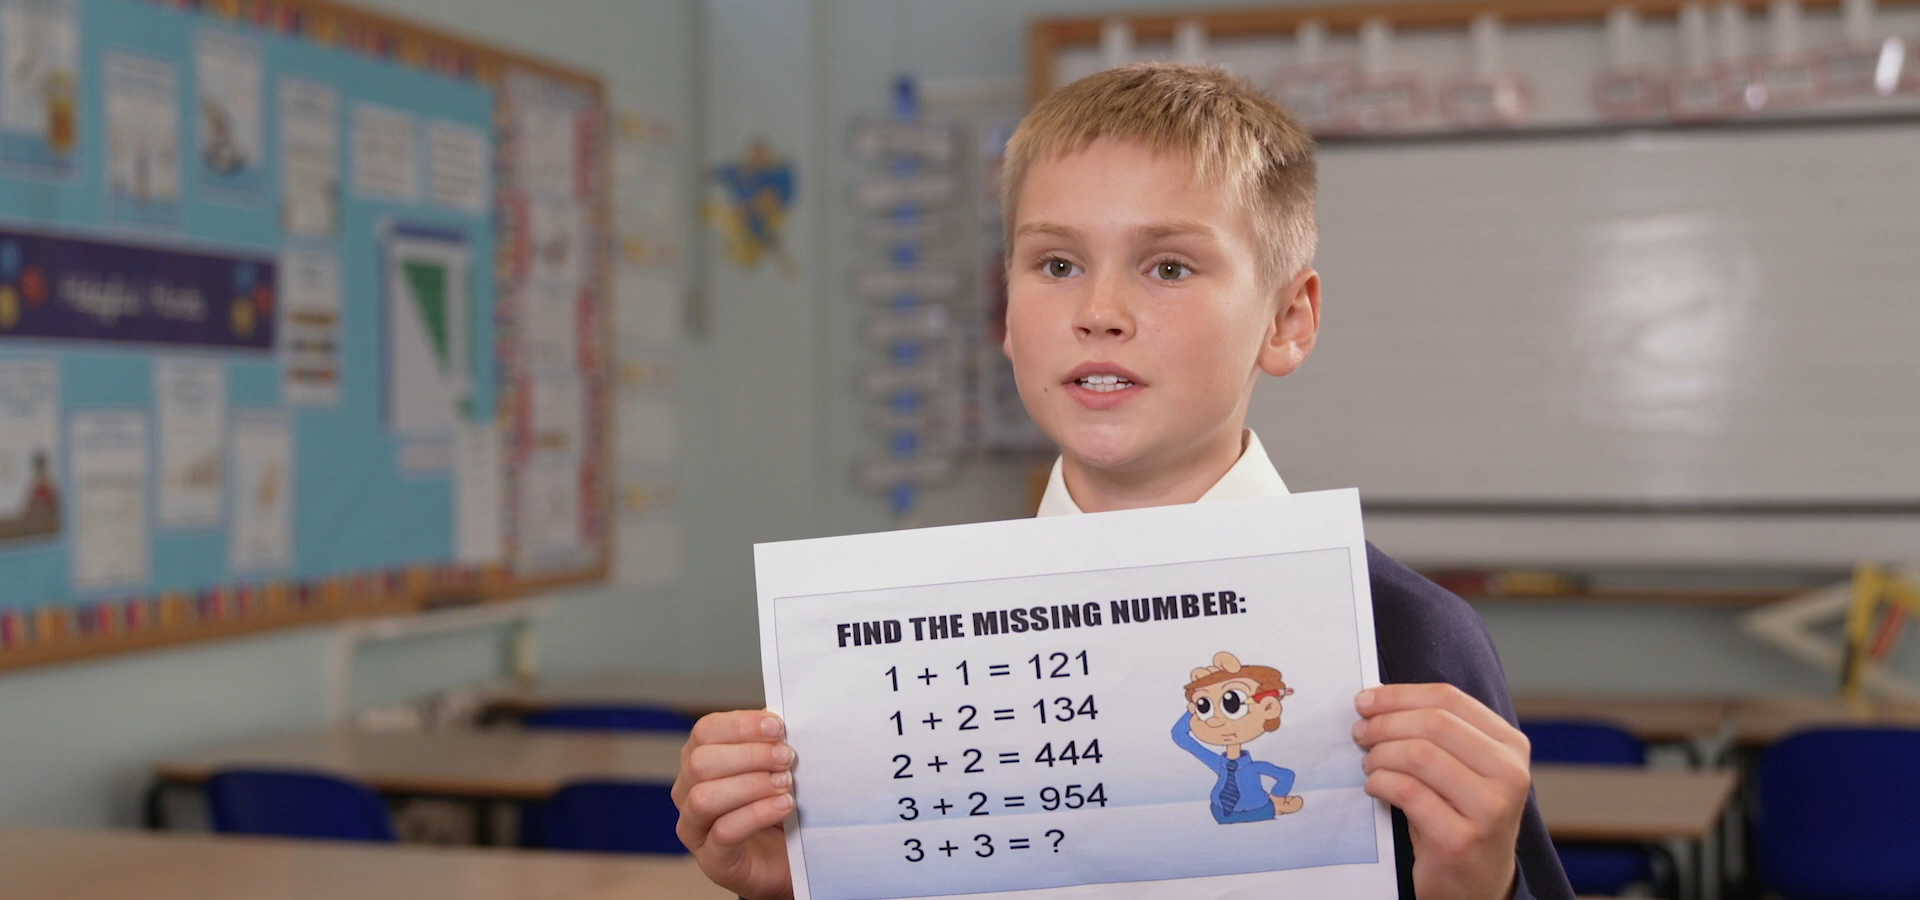 FIND THE MISSING NUMBER:
1 + 1 = 121
1 + 2 = 134
2 + 2 = 444
3 + 2 = 954
3 + 3 = ?